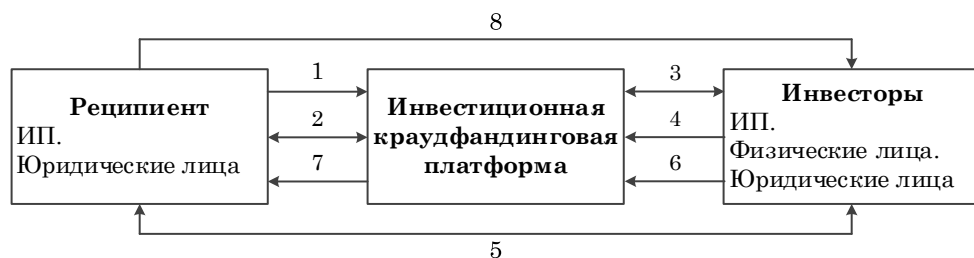 8
Реципиент
ИП.
Юридические лица
1
2
7
Инвестиционная
краудфандинговая
платформа
3
4
6
Инвесторы
ИП.
Физические лица.
Юридические лица
5